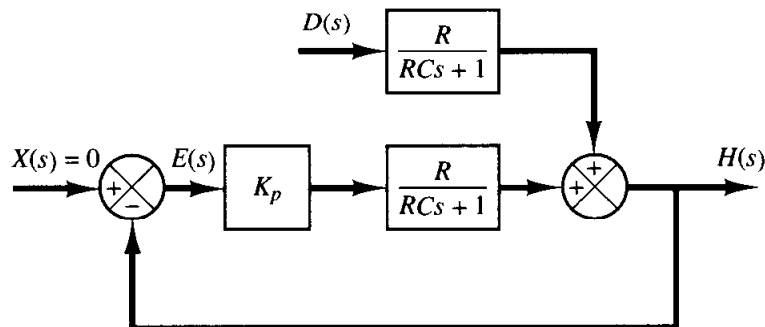 D(s)
R
RCs + 1
X(s) = 0
E(s)
K_p
R
RCs + 1
H(s)
+
−
+
+